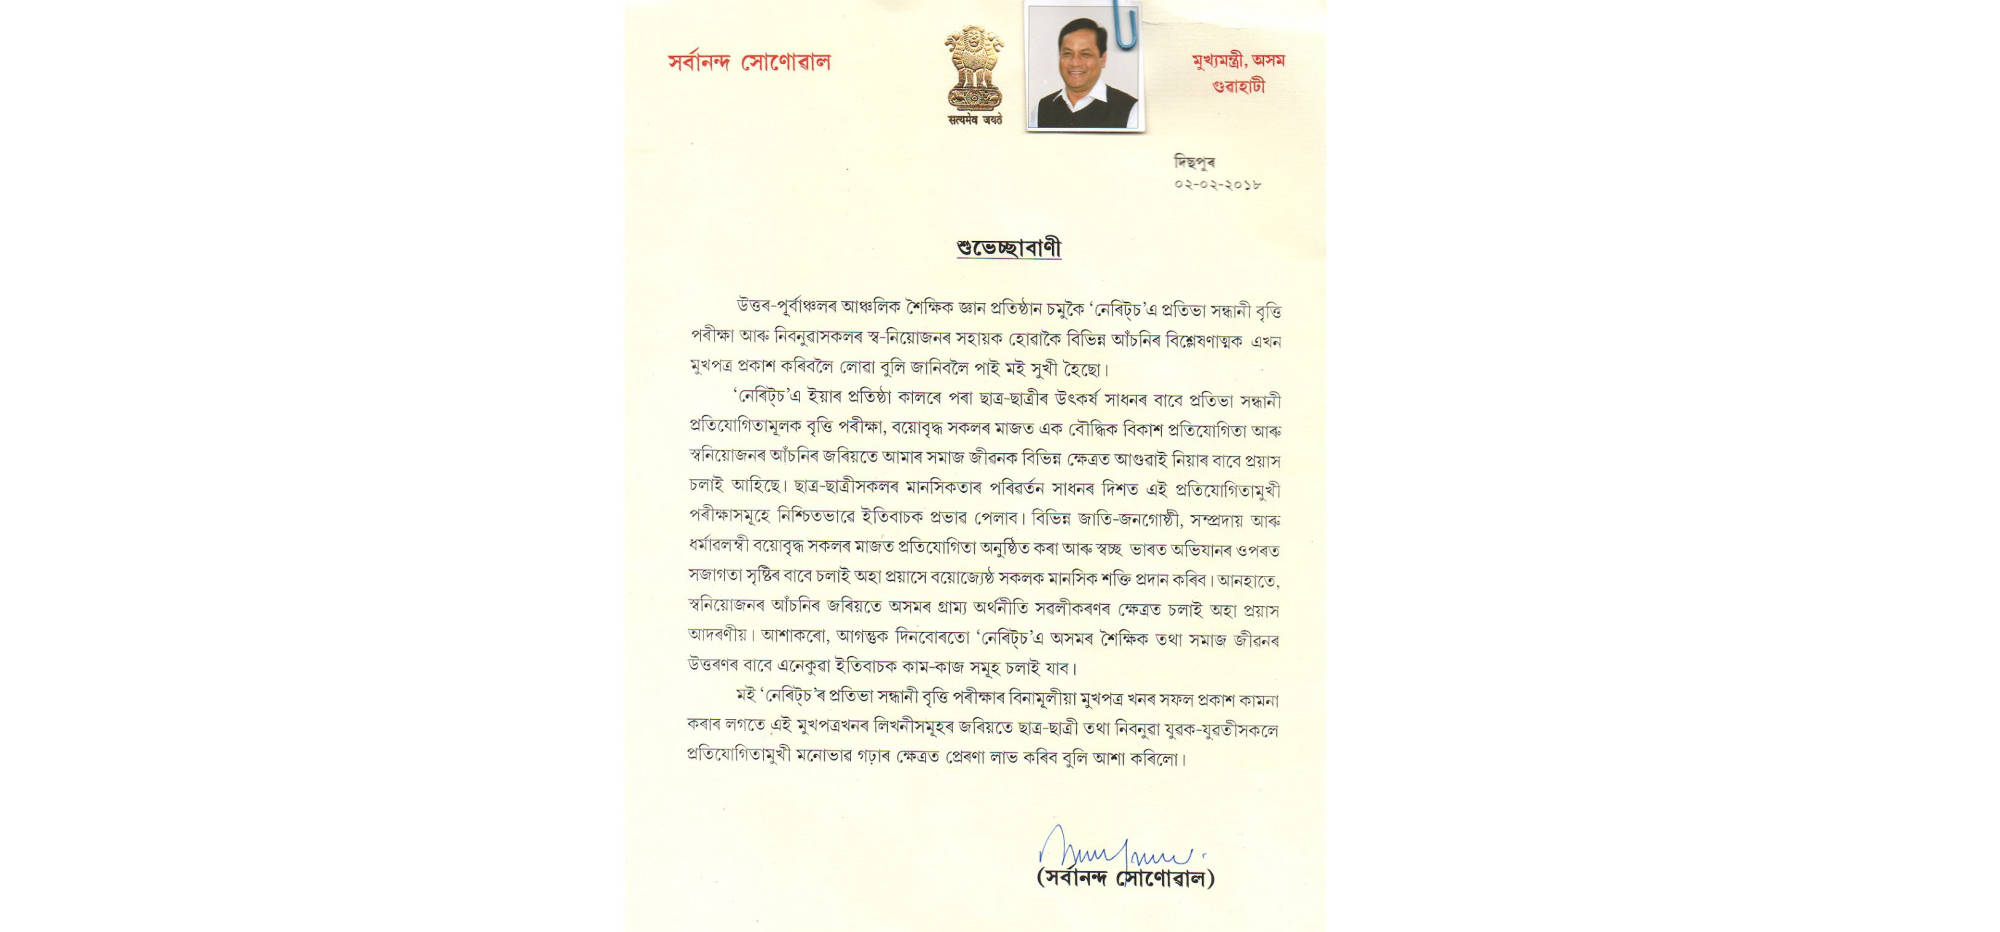 সৰ্বানন্দ সোণোৱাল
सत्यमेव जयते
মুখ্যমন্ত্ৰী, অসম
গুৱাহাটী
দিছপুৰ
০২-০২-২০১৮
শুভেচ্ছাবাণী
উত্তৰ-পূৰ্বাঞ্চলৰ আঞ্চলিক শৈক্ষিক জ্ঞান প্ৰতিষ্ঠান চমুকৈ ‘নেৰিট্‌চ’এ প্ৰতিভা সন্ধানী বৃত্তি
পৰীক্ষা আৰু নিবনুৱাসকলৰ স্ব-নিয়োজনৰ সহায়ক হোৱাকৈ বিভিন্ন আঁচনিৰ বিশ্লেষণাত্মক এখন
মুখপত্ৰ প্ৰকাশ কৰিবলৈ লোৱা বুলি জানিবলৈ পাই মই সুখী হৈছো।
‘নেৰিট্‌চ’এ ইয়াৰ প্ৰতিষ্ঠা কালৰে পৰা ছাত্ৰ-ছাত্ৰীৰ উৎকৰ্ষ সাধনৰ বাবে প্ৰতিভা সন্ধানী
প্ৰতিযোগিতামূলক বৃত্তি পৰীক্ষা, বয়োবৃদ্ধ সকলৰ মাজত এক বৌদ্ধিক বিকাশ প্ৰতিযোগিতা আৰু
স্বনিয়োজনৰ আঁচনিৰ জৰিয়তে আমাৰ সমাজ জীৱনক বিভিন্ন ক্ষেত্ৰত আগুৱাই নিয়াৰ বাবে প্ৰয়াস
চলাই আহিছে। ছাত্ৰ-ছাত্ৰীসকলৰ মানসিকতাৰ পৰিৱৰ্তন সাধনৰ দিশত এই প্ৰতিযোগিতামুখী
পৰীক্ষাসমূহে নিশ্চিতভাৱে ইতিবাচক প্ৰভাৱ পেলাব। বিভিন্ন জাতি-জনগোষ্ঠী, সম্প্ৰদায় আৰু
ধৰ্মাৱলম্বী বয়োবৃদ্ধ সকলৰ মাজত প্ৰতিযোগিতা অনুষ্ঠিত কৰা আৰু স্বচ্ছ ভাৰত অভিযানৰ ওপৰত
সজাগতা সৃষ্টিৰ বাবে চলাই অহা প্ৰয়াসে বয়োজ্যেষ্ঠ সকলক মানসিক শক্তি প্ৰদান কৰিব। আনহাতে,
স্বনিয়োজনৰ আঁচনিৰ জৰিয়তে অসমৰ গ্ৰাম্য অৰ্থনীতি সৱলীকৰণৰ ক্ষেত্ৰত চলাই অহা প্ৰয়াস
আদৰণীয়। আশাকৰো, আগন্তুক দিনবোৰতো ‘নেৰিট্‌চ’এ অসমৰ শৈক্ষিক তথা সমাজ জীৱনৰ
উত্তৰণৰ বাবে এনেকুৱা ইতিবাচক কাম-কাজ সমূহ চলাই যাব।
মই ‘নেৰিট্‌চ’ৰ প্ৰতিভা সন্ধানী বৃত্তি পৰীক্ষাৰ বিনামূলীয়া মুখপত্ৰ খনৰ সফল প্ৰকাশ কামনা
কৰাৰ লগতে এই মুখপত্ৰখনৰ লিখনীসমূহৰ জৰিয়তে ছাত্ৰ-ছাত্ৰী তথা নিবনুৱা যুৱক-যুৱতীসকলে
প্ৰতিযোগিতামুখী মনোভাৱ গঢ়াৰ ক্ষেত্ৰত প্ৰেৰণা লাভ কৰিব বুলি আশা কৰিলো।
(সৰ্বানন্দ সোণোৱাল)